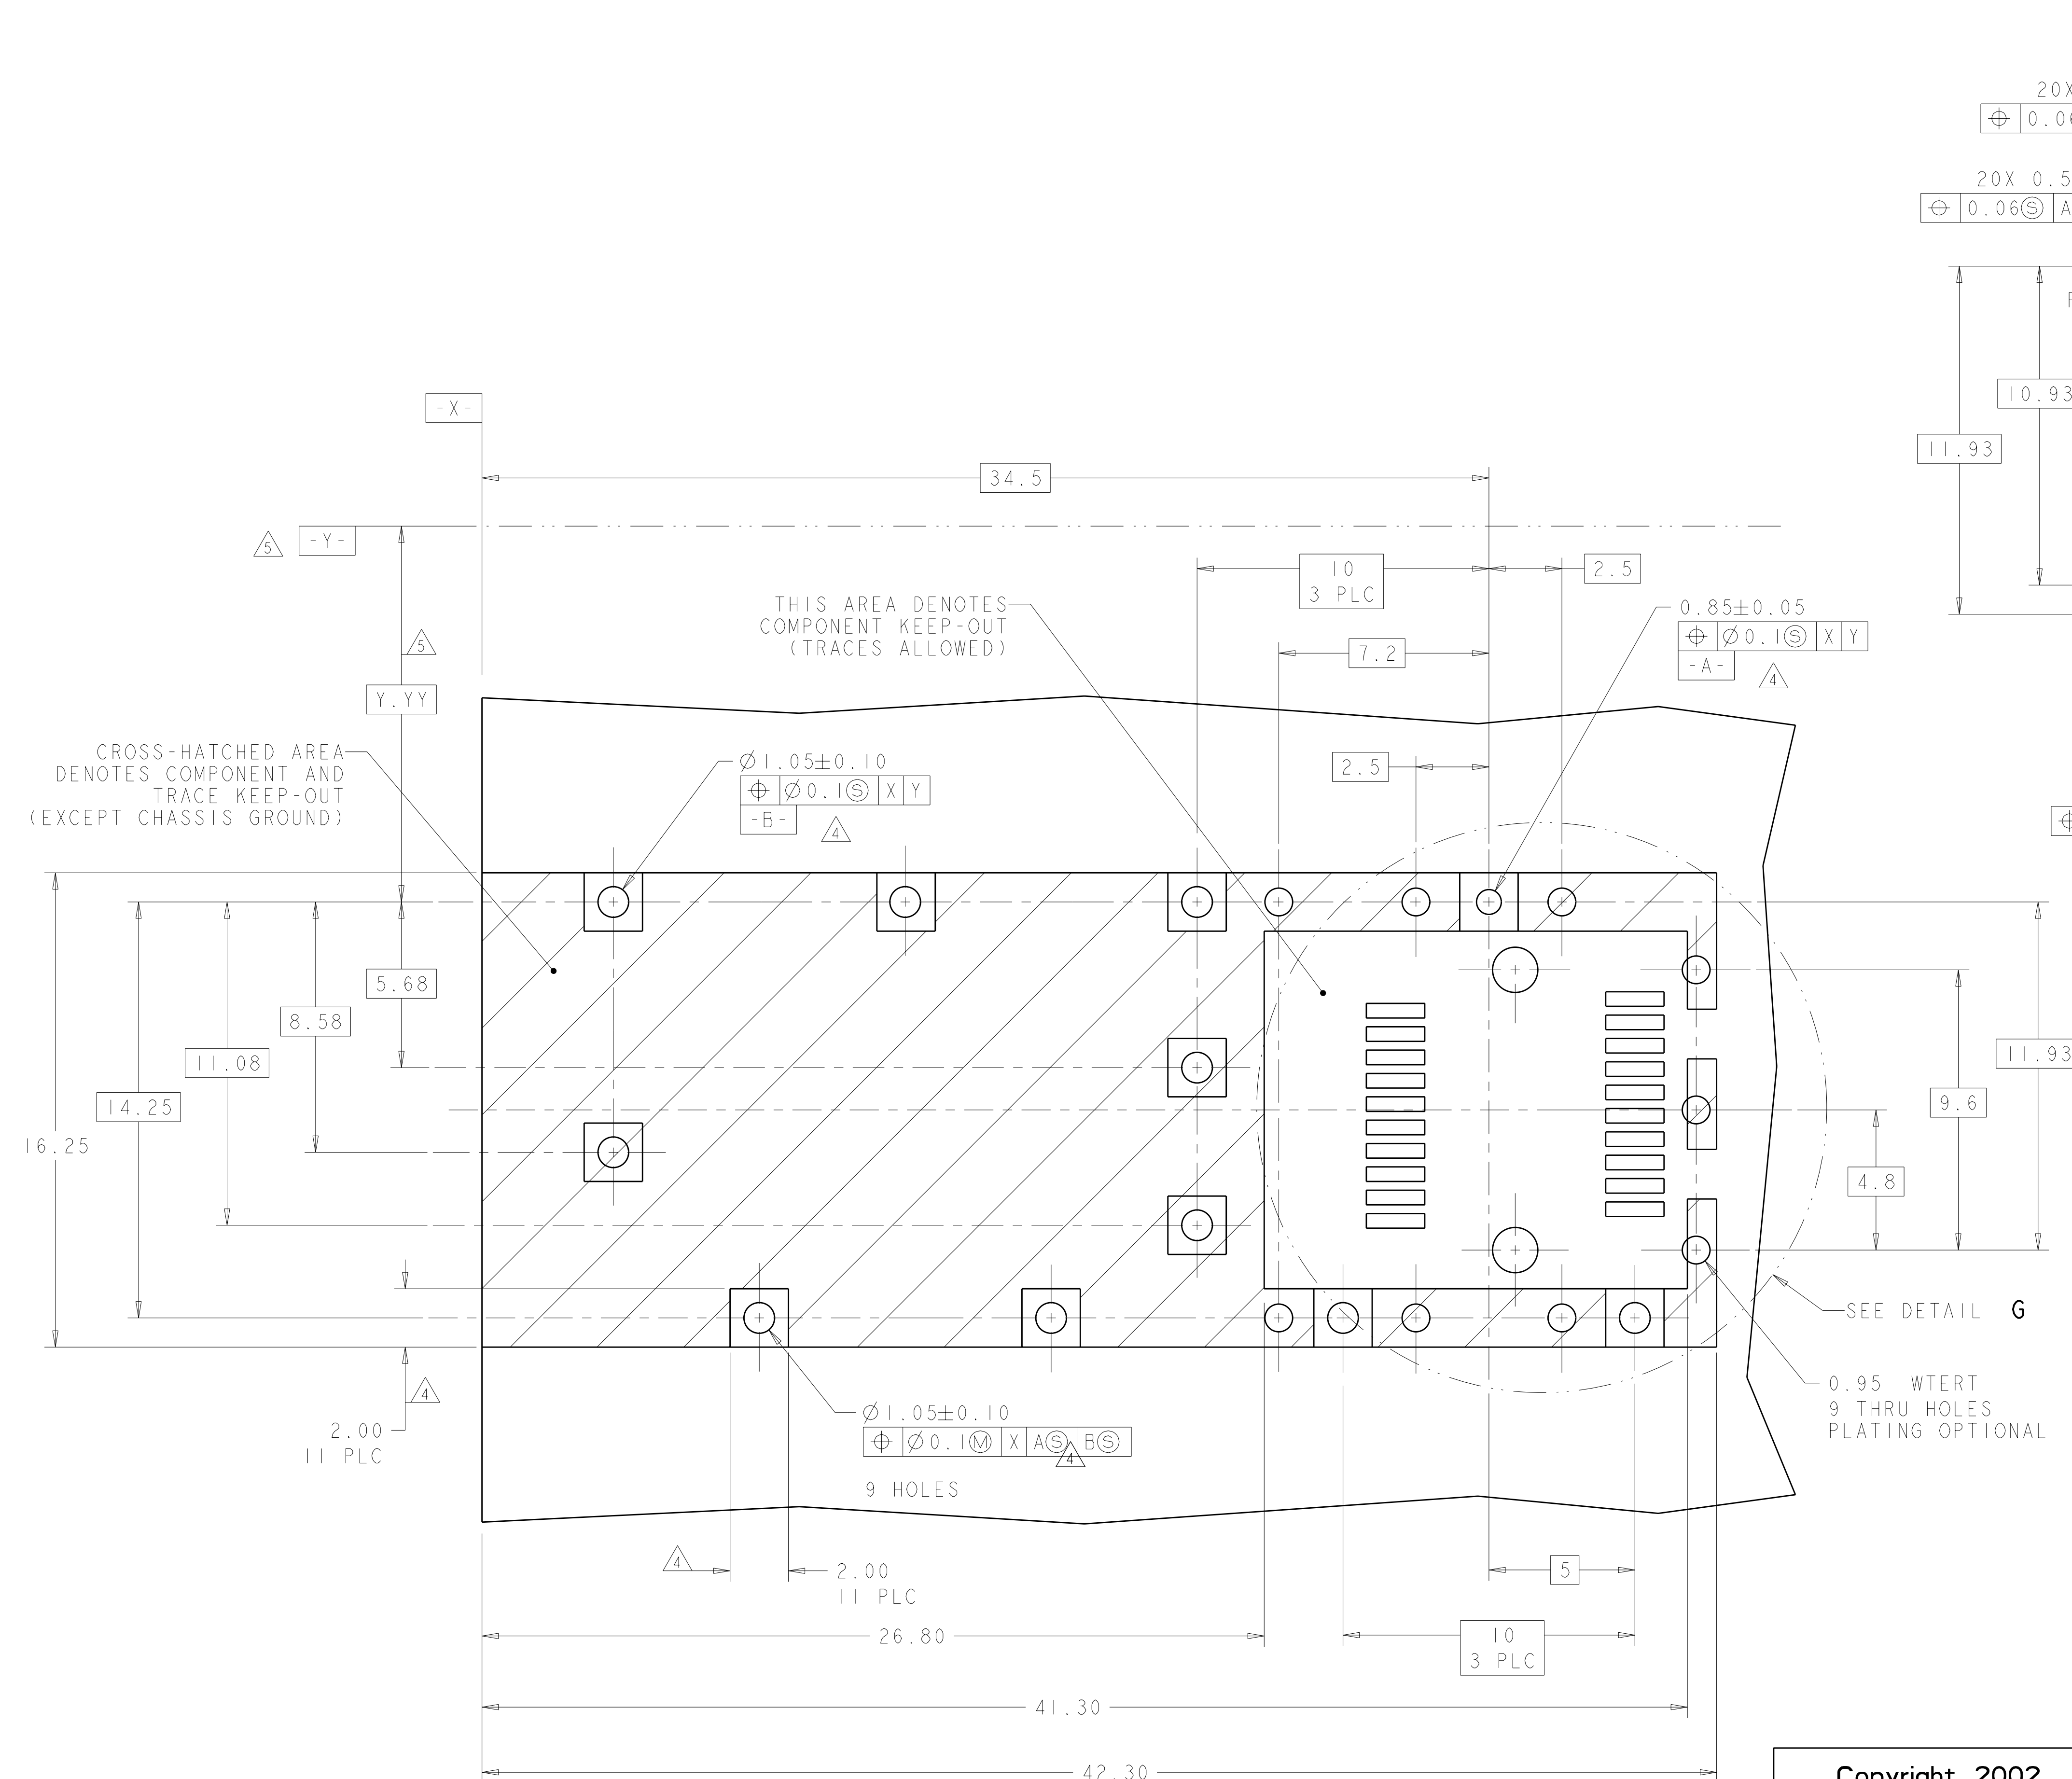 20X
0.06
20X 0.5
0.06Ⓢ A
11.93
10.93
-X-
34.5
5
-Y-
10
3 PLC
2.5
THIS AREA DENOTES
COMPONENT KEEP-OUT
(TRACES ALLOWED)
0.85±0.05
⌀0.1Ⓢ X Y
-A-
4
7.2
5
Y.YY
CROSS-HATCHED AREA
DENOTES COMPONENT AND
TRACE KEEP-OUT
(EXCEPT CHASSIS GROUND)
⌀1.05±0.10
⌀0.1Ⓢ X Y
-B-
4
2.5
5.68
8.58
11.08
14.25
16.25
11.93
9.6
4.8
SEE DETAIL G
0.95 WTERT
9 THRU HOLES
PLATING OPTIONAL
4
2.00
11 PLC
⌀1.05±0.10
⌀0.1Ⓜ X AⓈ BⓈ
4
9 HOLES
4
2.00
11 PLC
5
26.80
10
3 PLC
41.30
42.30
Copyright 2002